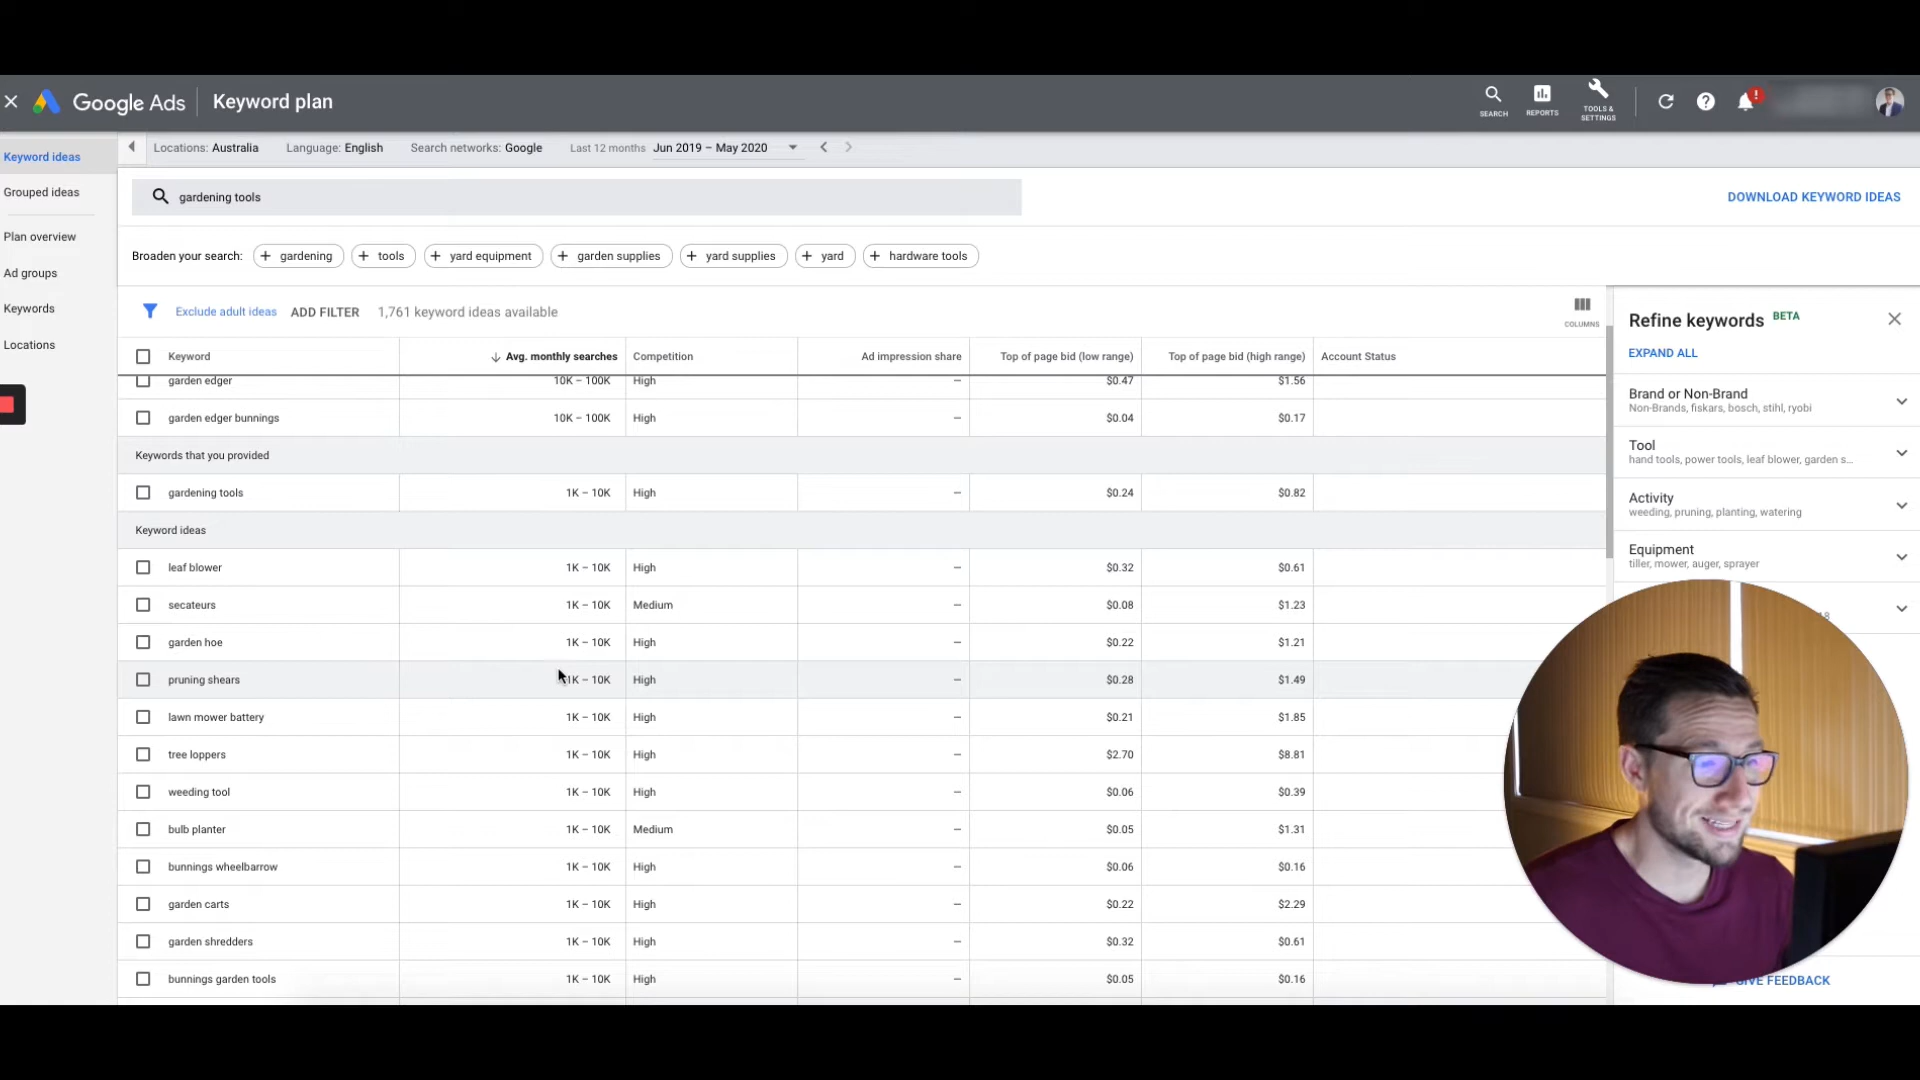 Google Ads | Keyword plan
SEARCH
REPORTS
TOOLS & SETTINGS
!
Keyword ideas
Grouped ideas
Plan overview
Ad groups
Keywords
Locations
Locations: Australia Language: English Search networks: Google Last 12 months Jun 2019 – May 2020
gardening tools
DOWNLOAD KEYWORD IDEAS
Broaden your search: + gardening + tools + yard equipment + garden supplies + yard supplies + yard + hardware tools
Exclude adult ideas ADD FILTER 1,761 keyword ideas available
COLUMNS
Keyword Avg. monthly searches Competition Ad impression share Top of page bid (low range) Top of page bid (high range) Account Status
garden edger 10K – 100K High – $0.47 $1.56
garden edger bunnings 10K – 100K High – $0.04 $0.17
Keywords that you provided
gardening tools 1K – 10K High – $0.24 $0.82
Keyword ideas
leaf blower 1K – 10K High – $0.32 $0.61
secateurs 1K – 10K Medium – $0.08 $1.23
garden hoe 1K – 10K High – $0.22 $1.21
pruning shears 1K – 10K High – $0.28 $1.49
lawn mower battery 1K – 10K High – $0.21 $1.85
tree loppers 1K – 10K High – $2.70 $8.81
weeding tool 1K – 10K High – $0.06 $0.39
bulb planter 1K – 10K Medium – $0.05 $1.31
bunnings wheelbarrow 1K – 10K High – $0.06 $0.16
garden carts 1K – 10K High – $0.22 $2.29
garden shredders 1K – 10K High – $0.32 $0.61
bunnings garden tools 1K – 10K High – $0.05 $0.16
Refine keywords BETA
EXPAND ALL
Brand or Non-Brand
Non-Brands, fiskars, bosch, stihl, ryobi
Tool
hand tools, power tools, leaf blower, garden s...
Activity
weeding, pruning, planting, watering
Equipment
tiller, mower, auger, sprayer
GIVE FEEDBACK